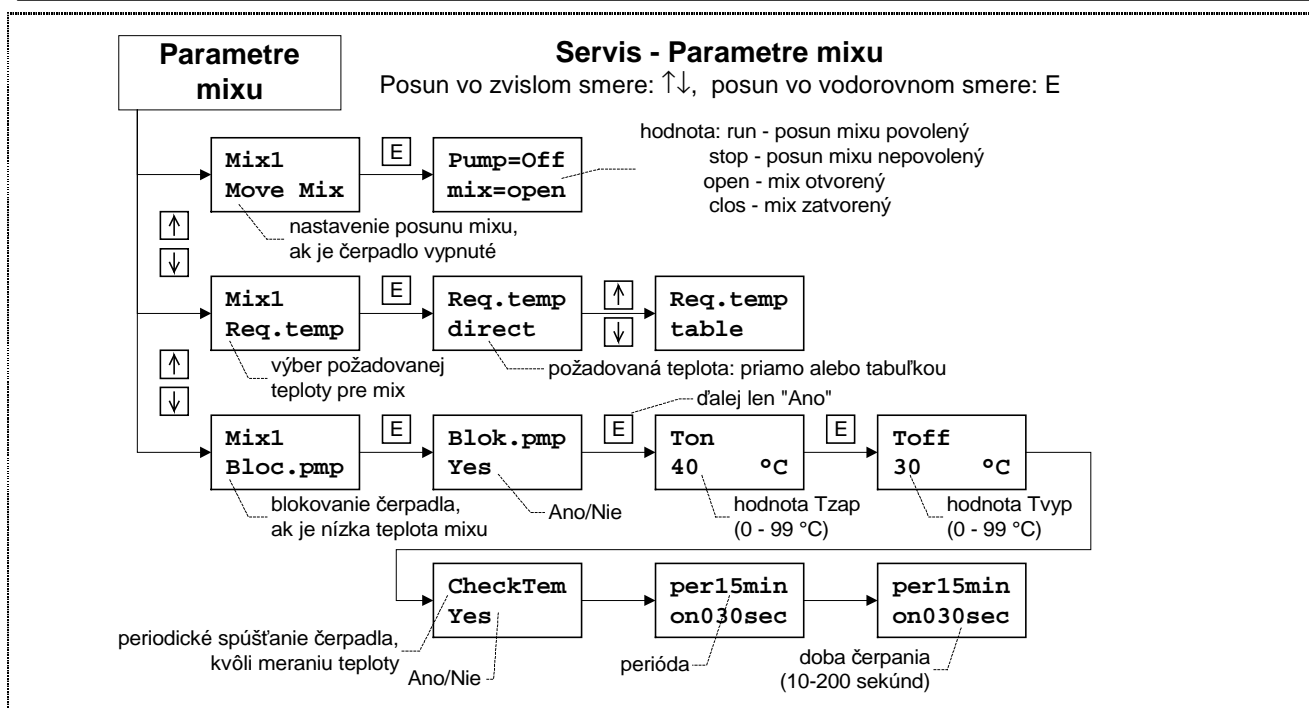 Parametre
mixu
Servis - Parametre mixu
Posun vo zvislom smere: ↑↓, posun vo vodorovnom smere: E
Mix1
Move Mix
E
Pump=Off
mix=open
hodnota: run - posun mixu povolený
stop - posun mixu nepovolený
open - mix otvorený
clos - mix zatvorený
nastavenie posunu mixu,
ak je čerpadlo vypnuté
↑
↓
Mix1
Req.temp
E
Req.temp
direct
↑
↓
Req.temp
table
výber požadovanej
teploty pre mix
požadovaná teplota: priamo alebo tabuľkou
↑
↓
Mix1
Bloc.pmp
E
Blok.pmp
Yes
E
ďalej len "Ano"
Ton
40 °C
E
Toff
30 °C
blokovanie čerpadla,
ak je nízka teplota mixu
Ano/Nie
hodnota Tzap
(0 - 99 °C)
hodnota Tvyp
(0 - 99 °C)
CheckTem
Yes
per15min
on030sec
per15min
on030sec
periodické spúšťanie čerpadla,
kvôli meraniu teploty
Ano/Nie
perióda
doba čerpania
(10-200 sekúnd)